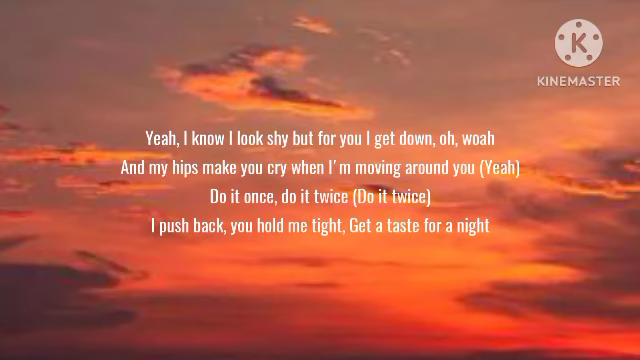 KINEMASTER
Yeah, I know I look shy but for you I get down, oh, woah
And my hips make you cry when I'm moving around you (Yeah)
Do it once, do it twice (Do it twice)
I push back, you hold me tight, Get a taste for a night